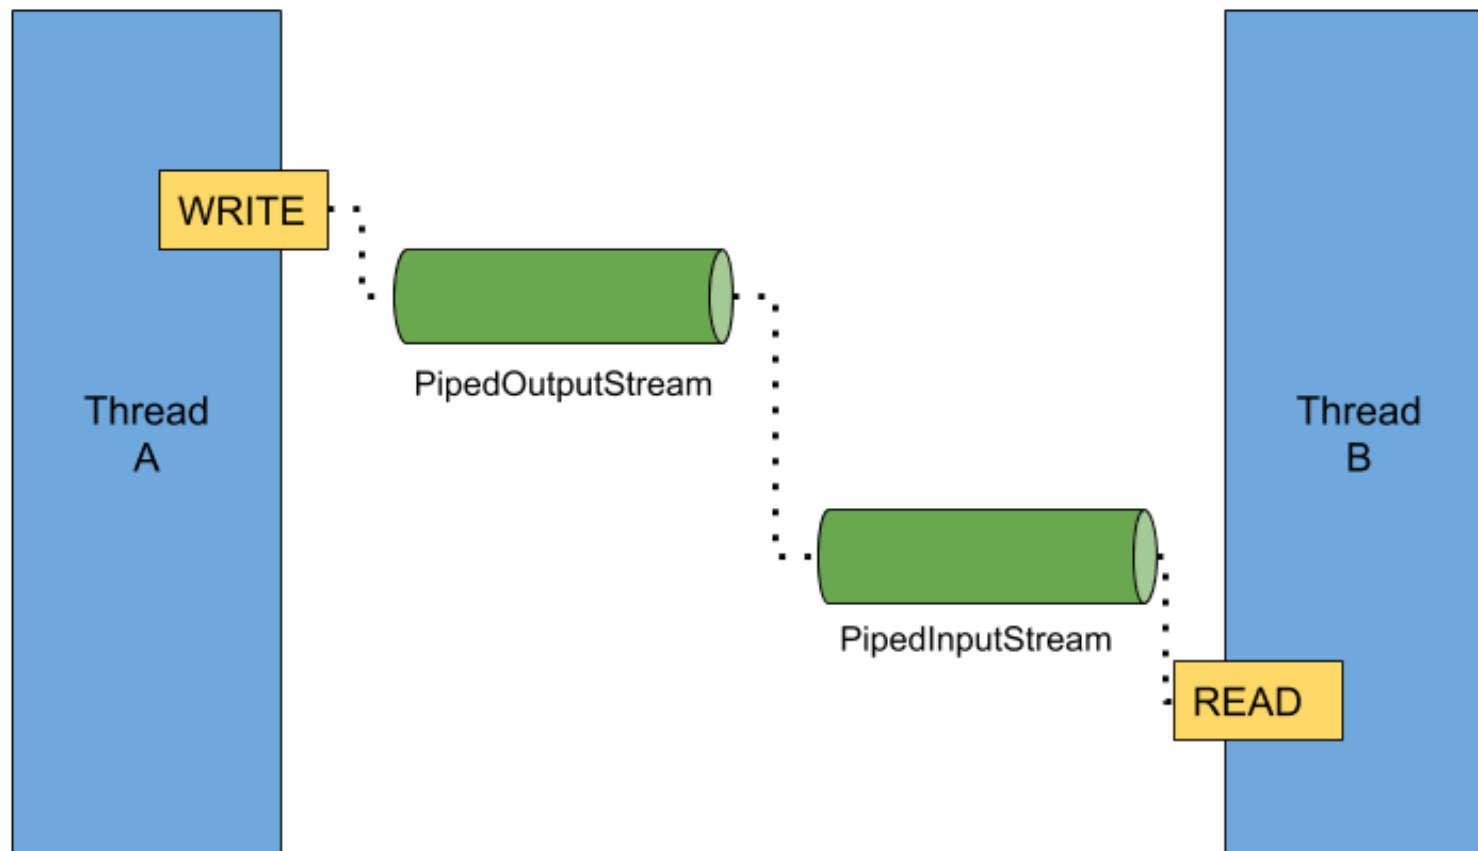 WRITE
PipedOutputStream
Thread
A
Thread
B
PipedInputStream
READ